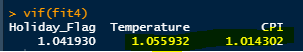 > vif(fit4)
Holiday_Flag Temperature CPI
1.041930 1.055932 1.014302